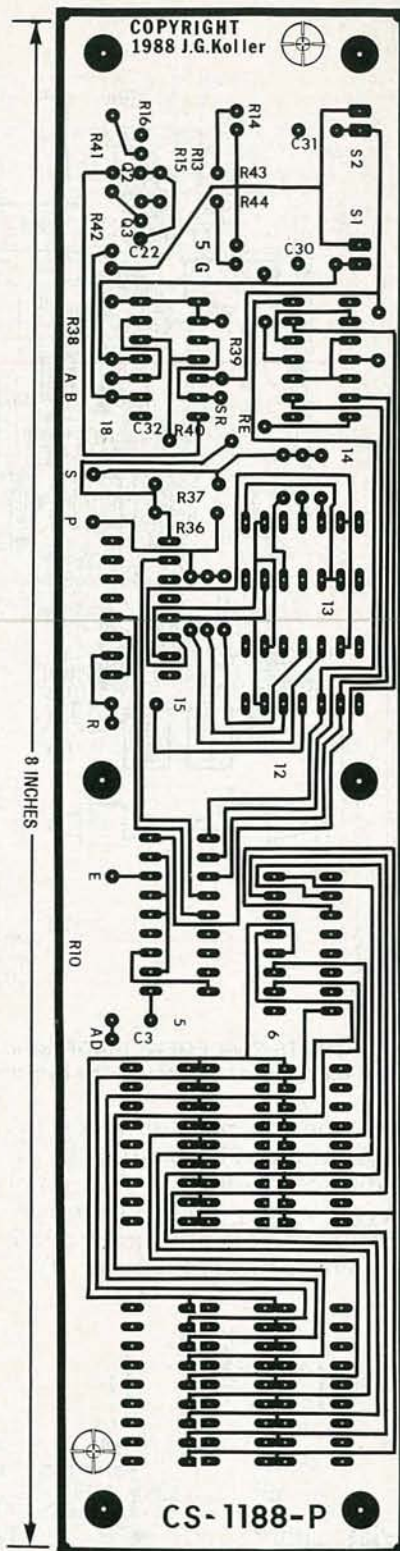 COPYRIGHT
1988 J.G.Koller
R16
R14
C31
S2
R41
Q2
R15
R13
R43
R44
R42
Q3
C22
5 G
C30
S1
R38
R39
A B
SR
RE
18
C32
R40
14
S
R37
P
R36
13
15
R
12
8 INCHES
E
R10
5
6
AD
C3
CS-1188-P